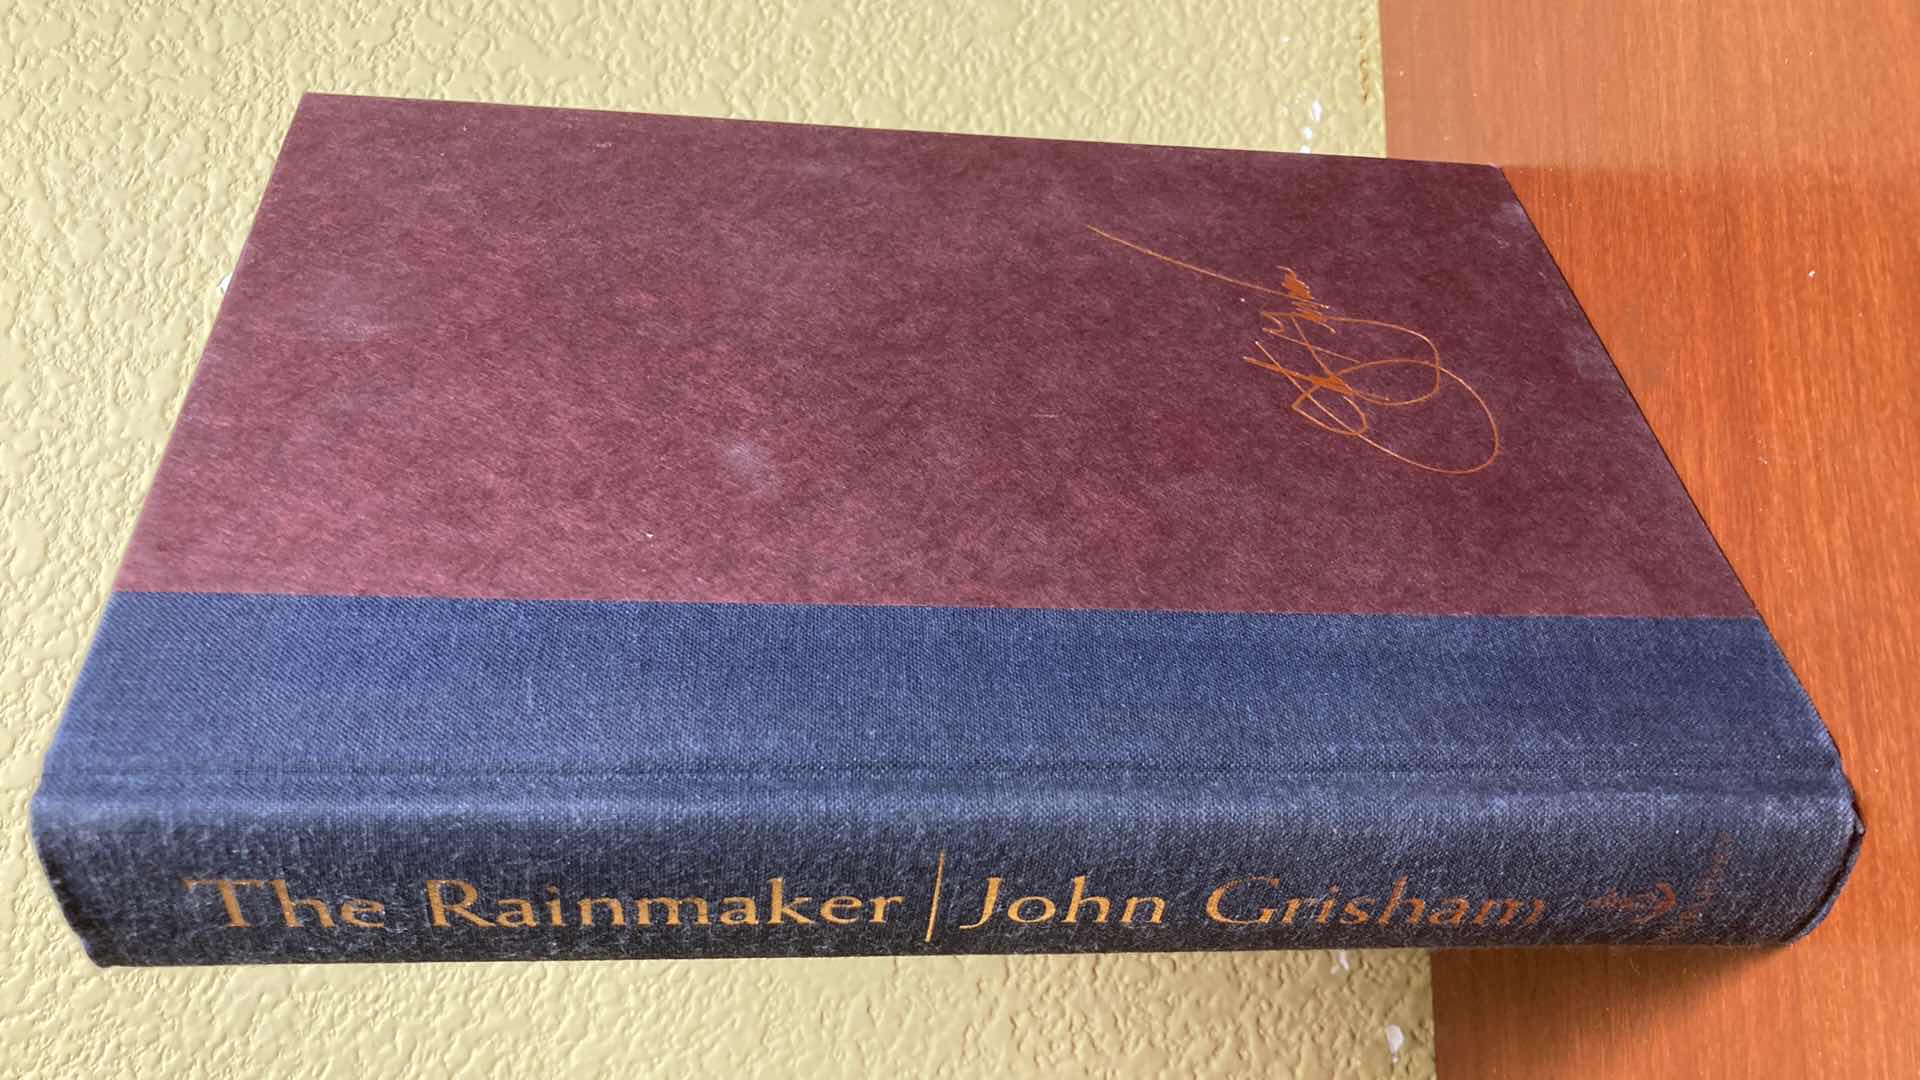 The Rainmaker | John Grisham